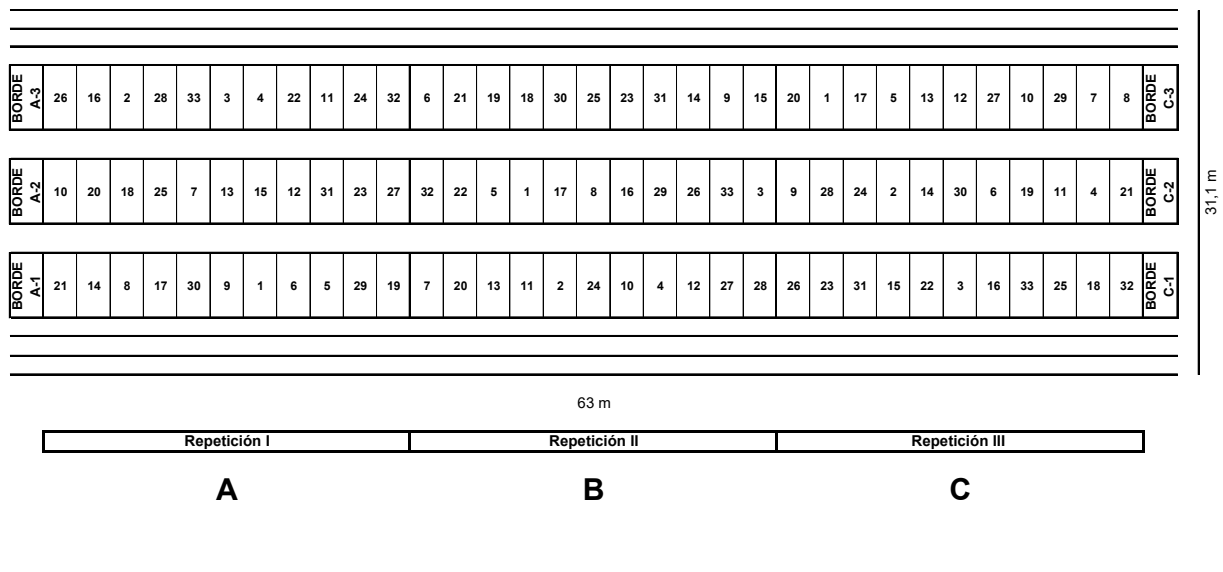 BORDE A-3 26 16 2 28 33 3 4 22 11 24 32 6 21 19 18 30 25 23 31 14 9 15 20 1 17 5 13 12 27 10 29 7 8 BORDE C-3
BORDE A-2 10 20 18 25 7 13 15 12 31 23 27 32 22 5 1 17 8 16 29 26 33 3 9 28 24 2 14 30 6 19 11 4 21 BORDE C-2
31,1 m
BORDE A-1 21 14 8 17 30 9 1 6 5 29 19 7 20 13 11 2 24 10 4 12 27 28 26 23 31 15 22 3 16 33 25 18 32 BORDE C-1
63 m
Repetición I Repetición II Repetición III
A B C